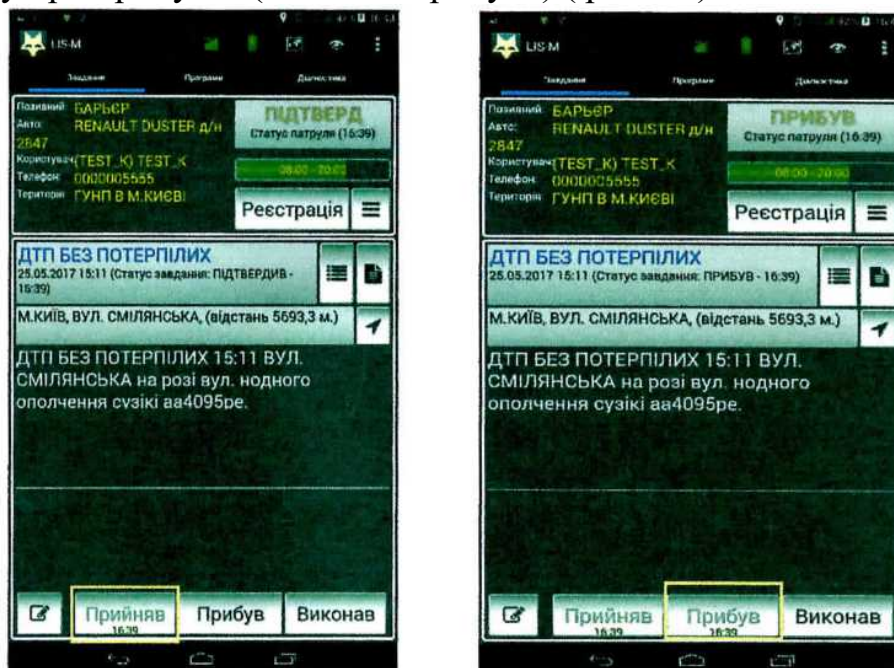 LIS-M
Завдання Програми Діагностика
Позивний: БАРЬЄР
Авто: RENAULT DUSTER д/н
2847
Користувач: (TEST_K) TEST_K
Телефон: 0000005555
Територія: ГУНП В М.КИЄВІ
ПІДТВЕРД
Статус патруля (16:39)
08:00 - 20:00
Реєстрація
ДТП БЕЗ ПОТЕРПІЛИХ
25.05.2017 15:11 (Статус завдання: ПІДТВЕРДИВ -
16:39)
М.КИЇВ, ВУЛ. СМІЛЯНСЬКА, (відстань 5693,3 м.)
ДТП БЕЗ ПОТЕРПІЛИХ 15:11 ВУЛ.
СМІЛЯНСЬКА на розі вул. нодного
ополчення сузікі аа4095ре.
Прийняв
16:39
Прибув
Виконав
LIS-M
Завдання Програми Діагностика
Позивний: БАРЬЄР
Авто: RENAULT DUSTER д/н
2847
Користувач: (TEST_K) TEST_K
Телефон: 0000005555
Територія: ГУНП В М.КИЄВІ
ПРИБУВ
Статус патруля (16:39)
08:00 - 20:00
Реєстрація
ДТП БЕЗ ПОТЕРПІЛИХ
25.05.2017 15:11 (Статус завдання: ПРИБУВ - 16:39)
М.КИЇВ, ВУЛ. СМІЛЯНСЬКА, (відстань 5693,3 м.)
ДТП БЕЗ ПОТЕРПІЛИХ 15:11 ВУЛ.
СМІЛЯНСЬКА на розі вул. нодного
ополчення сузікі аа4095ре.
Прийняв
16:39
Прибув
16:39
Виконав